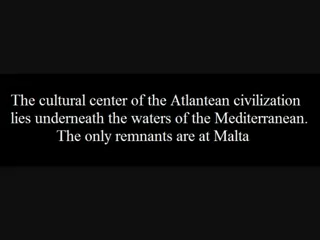 The cultural center of the Atlantean civilization
lies underneath the waters of the Mediterranean.
The only remnants are at Malta